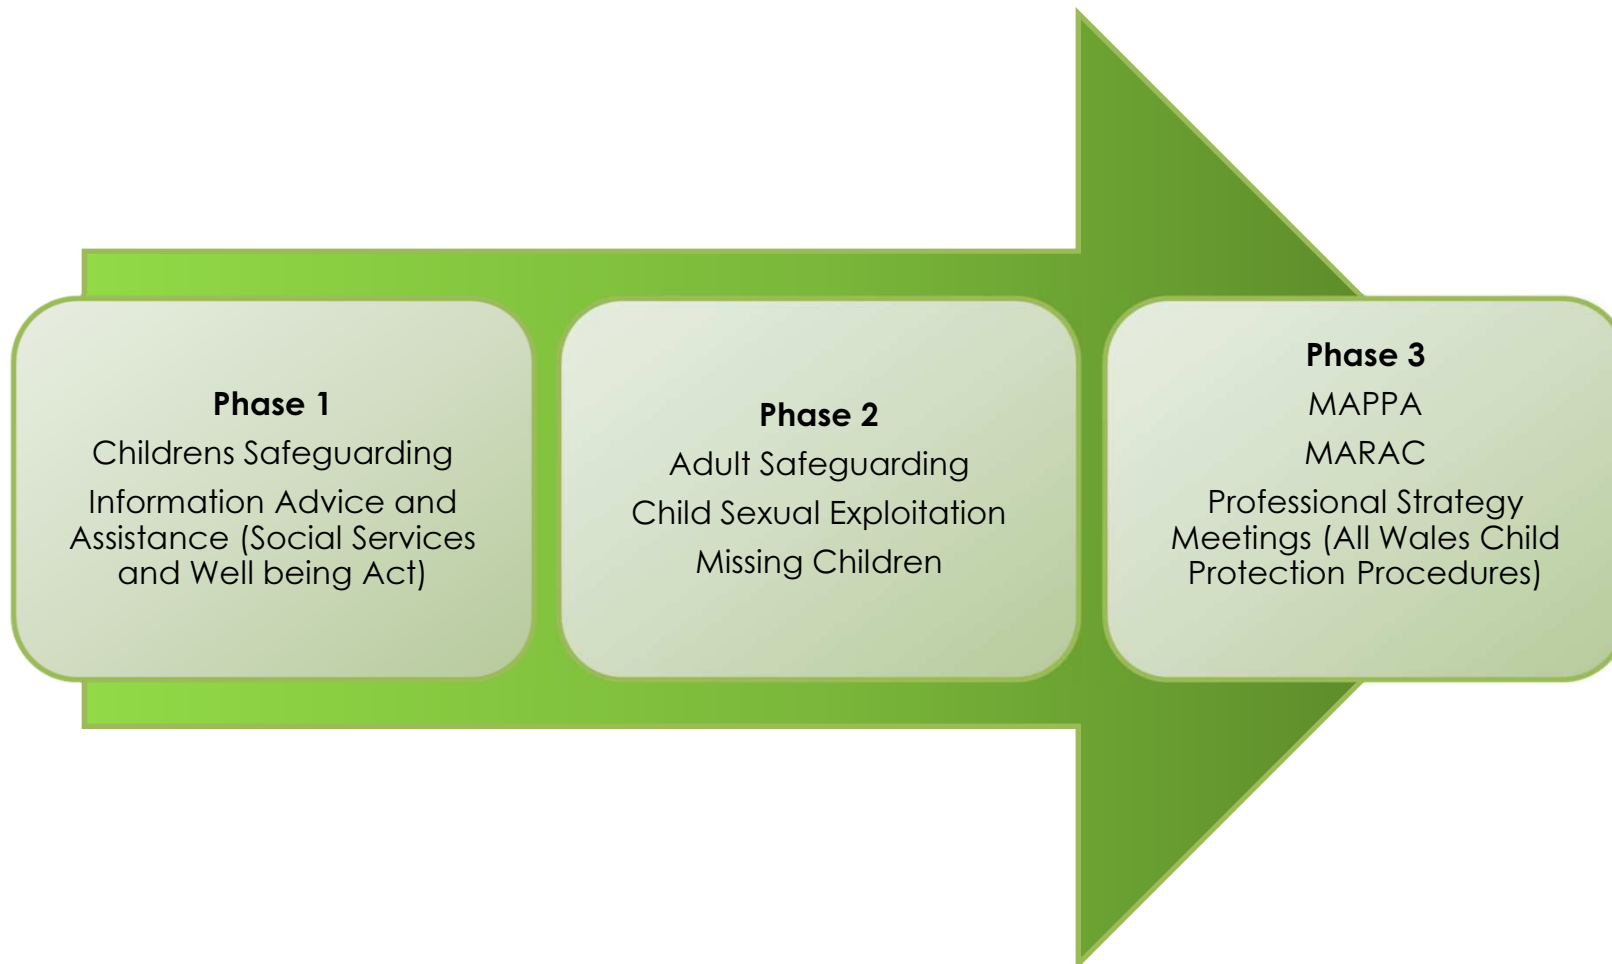 Phase 1
Childrens Safeguarding
Information Advice and
Assistance (Social Services
and Well being Act)
Phase 2
Adult Safeguarding
Child Sexual Exploitation
Missing Children
Phase 3
MAPPA
MARAC
Professional Strategy
Meetings (All Wales Child
Protection Procedures)